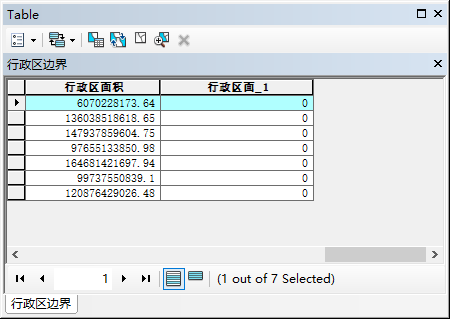 Table
行政区边界
行政区面积 行政区面_1
6070228173.64 0
136038518618.65 0
147937859604.75 0
97655133850.98 0
164681421697.94 0
99737550839.1 0
120876429026.48 0
1 (1 out of 7 Selected)
行政区边界